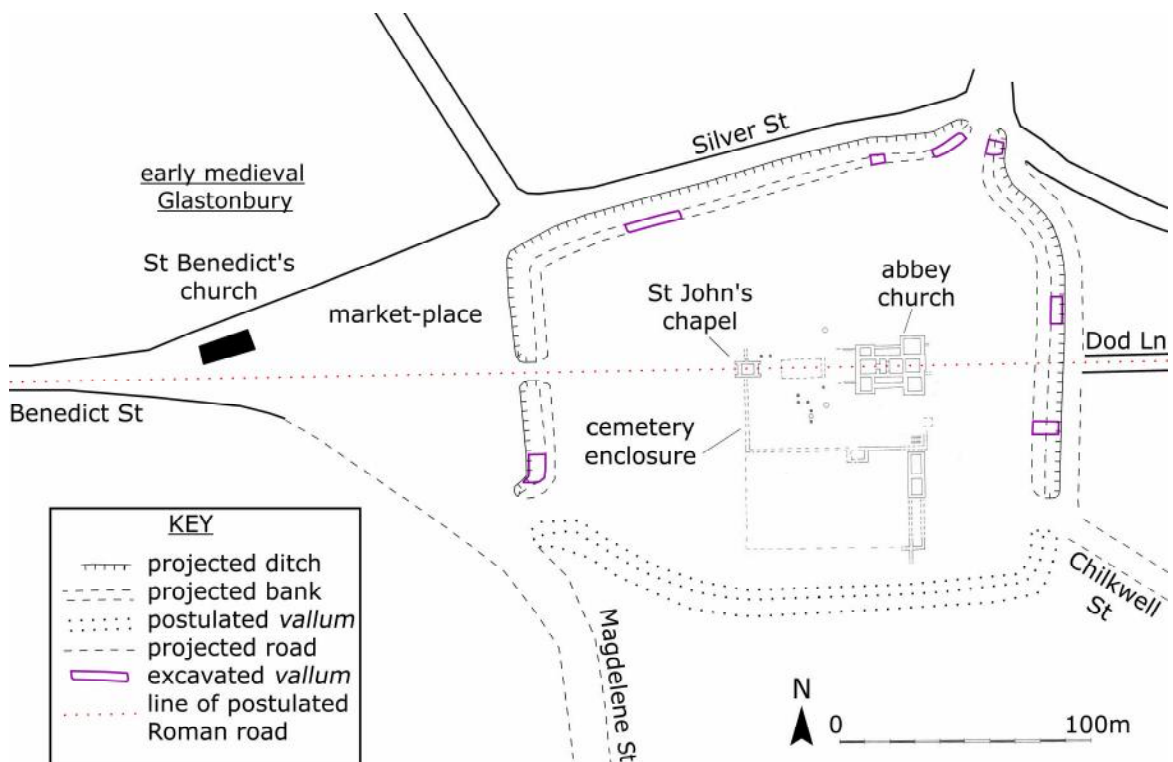 Silver St
early medieval
Glastonbury
St Benedict's
church
market-place
St John's
chapel
abbey
church
Dod Ln
Benedict St
cemetery
enclosure
Chilkwell
St
Magdelene St
KEY
projected ditch
projected bank
postulated vallum
projected road
excavated vallum
line of postulated
Roman road
N
0 100m